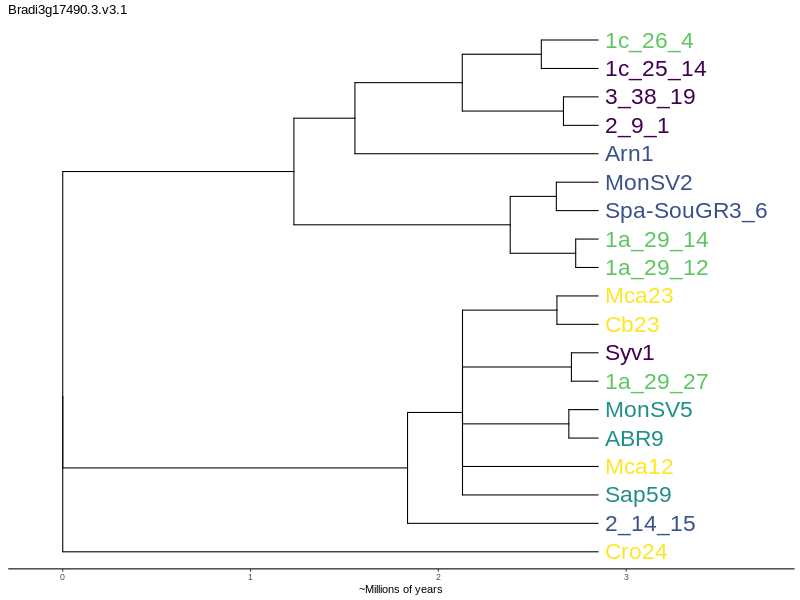 Bradi3g17490.3.v3.1
1c_26_4
1c_25_14
3_38_19
2_9_1
Arn1
MonSV2
Spa-SouGR3_6
1a_29_14
1a_29_12
Mca23
Cb23
Syv1
1a_29_27
MonSV5
ABR9
Mca12
Sap59
2_14_15
Cro24
0 1 2 3
~Millions of years